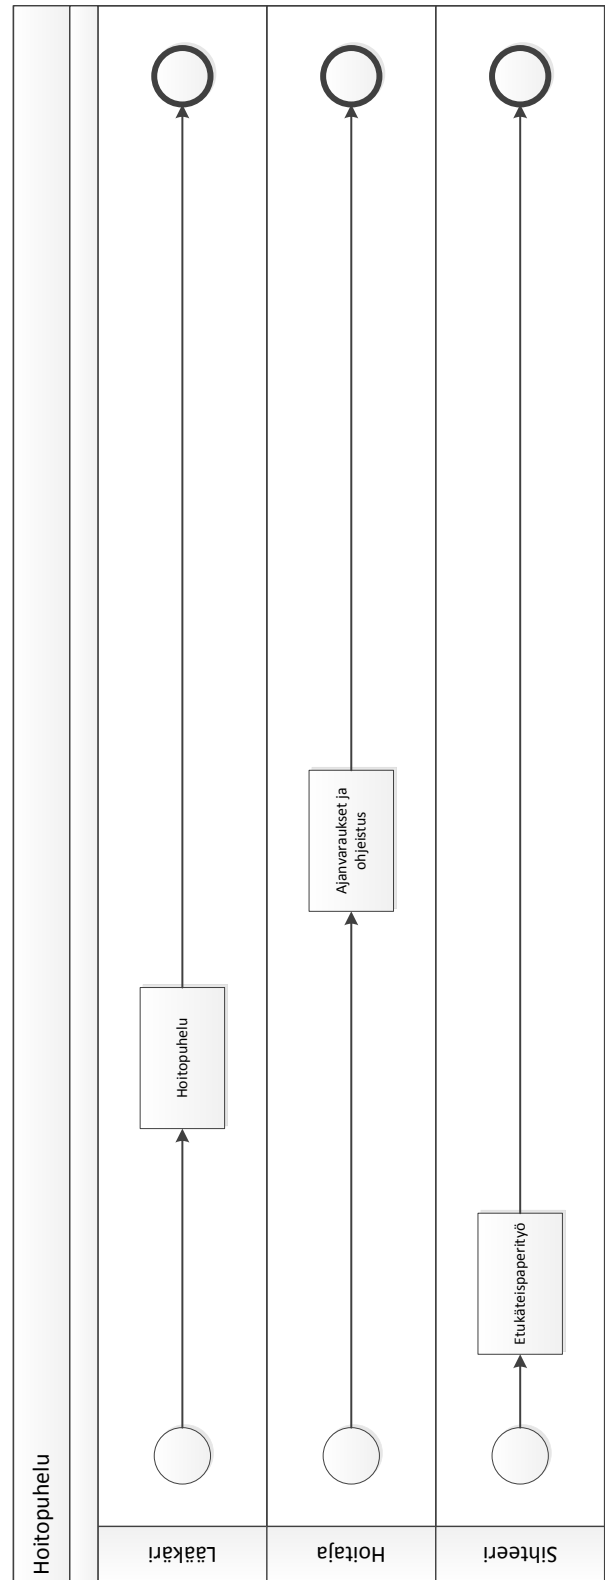 Hoitopuhelu
Lääkäri
Hoitopuhelu
Hoitaja
Ajanvaraukset ja
ohjeistus
Sihteeri
Etukäteispaperityö